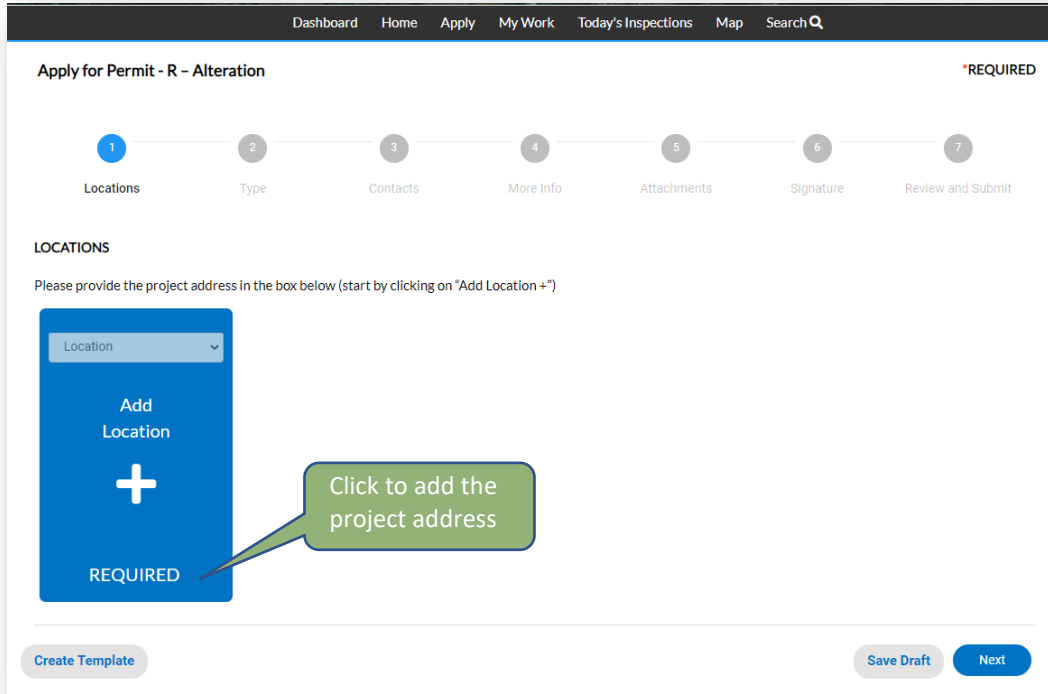 Dashboard Home Apply My Work Today's Inspections Map Search
Apply for Permit - R – Alteration
*REQUIRED
1 2 3 4 5 6 7
Locations Type Contacts More Info Attachments Signature Review and Submit
LOCATIONS
Please provide the project address in the box below (start by clicking on “Add Location +”)
Location
Add
Location
Click to add the
project address
REQUIRED
Create Template
Save Draft
Next